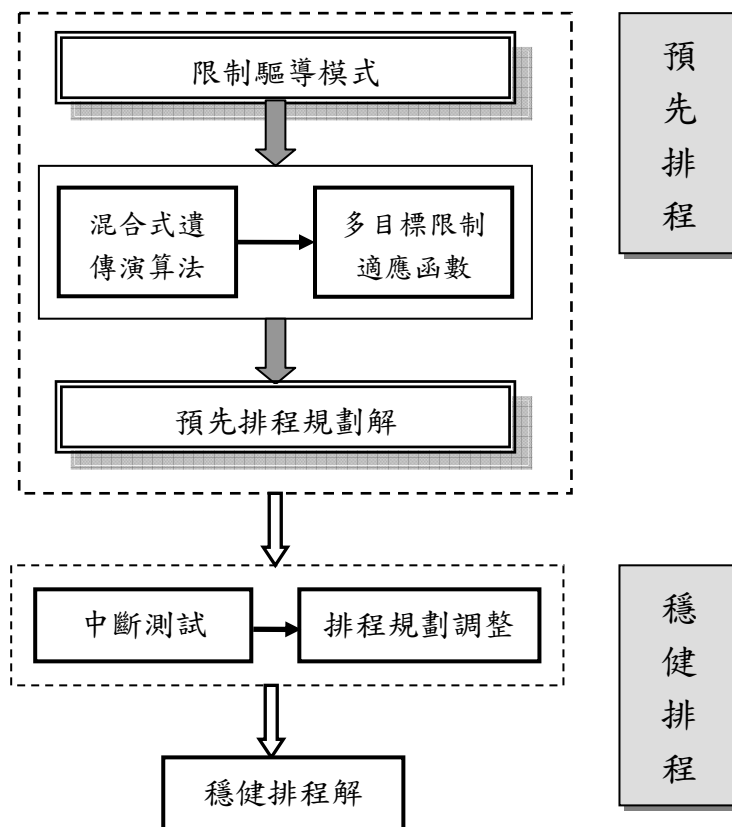 限制驅導模式
混合式遺
傳演算法
多目標限制
適應函數
預先排程規劃解
預先排程
中斷測試
排程規劃調整
穩健排程解
穩健排程